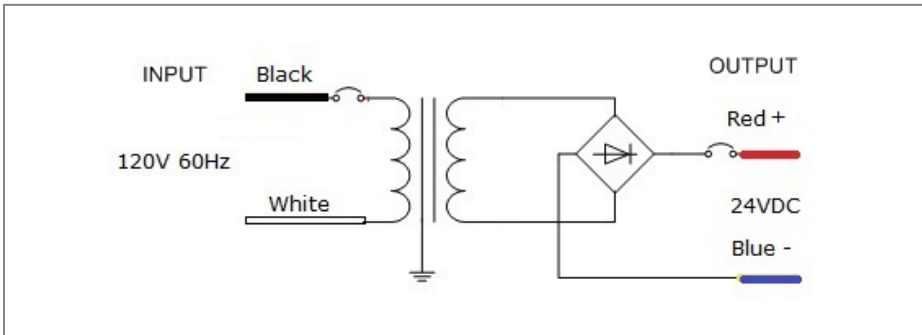 INPUT
Black
OUTPUT
Red +
120V 60Hz
White
24VDC
Blue -